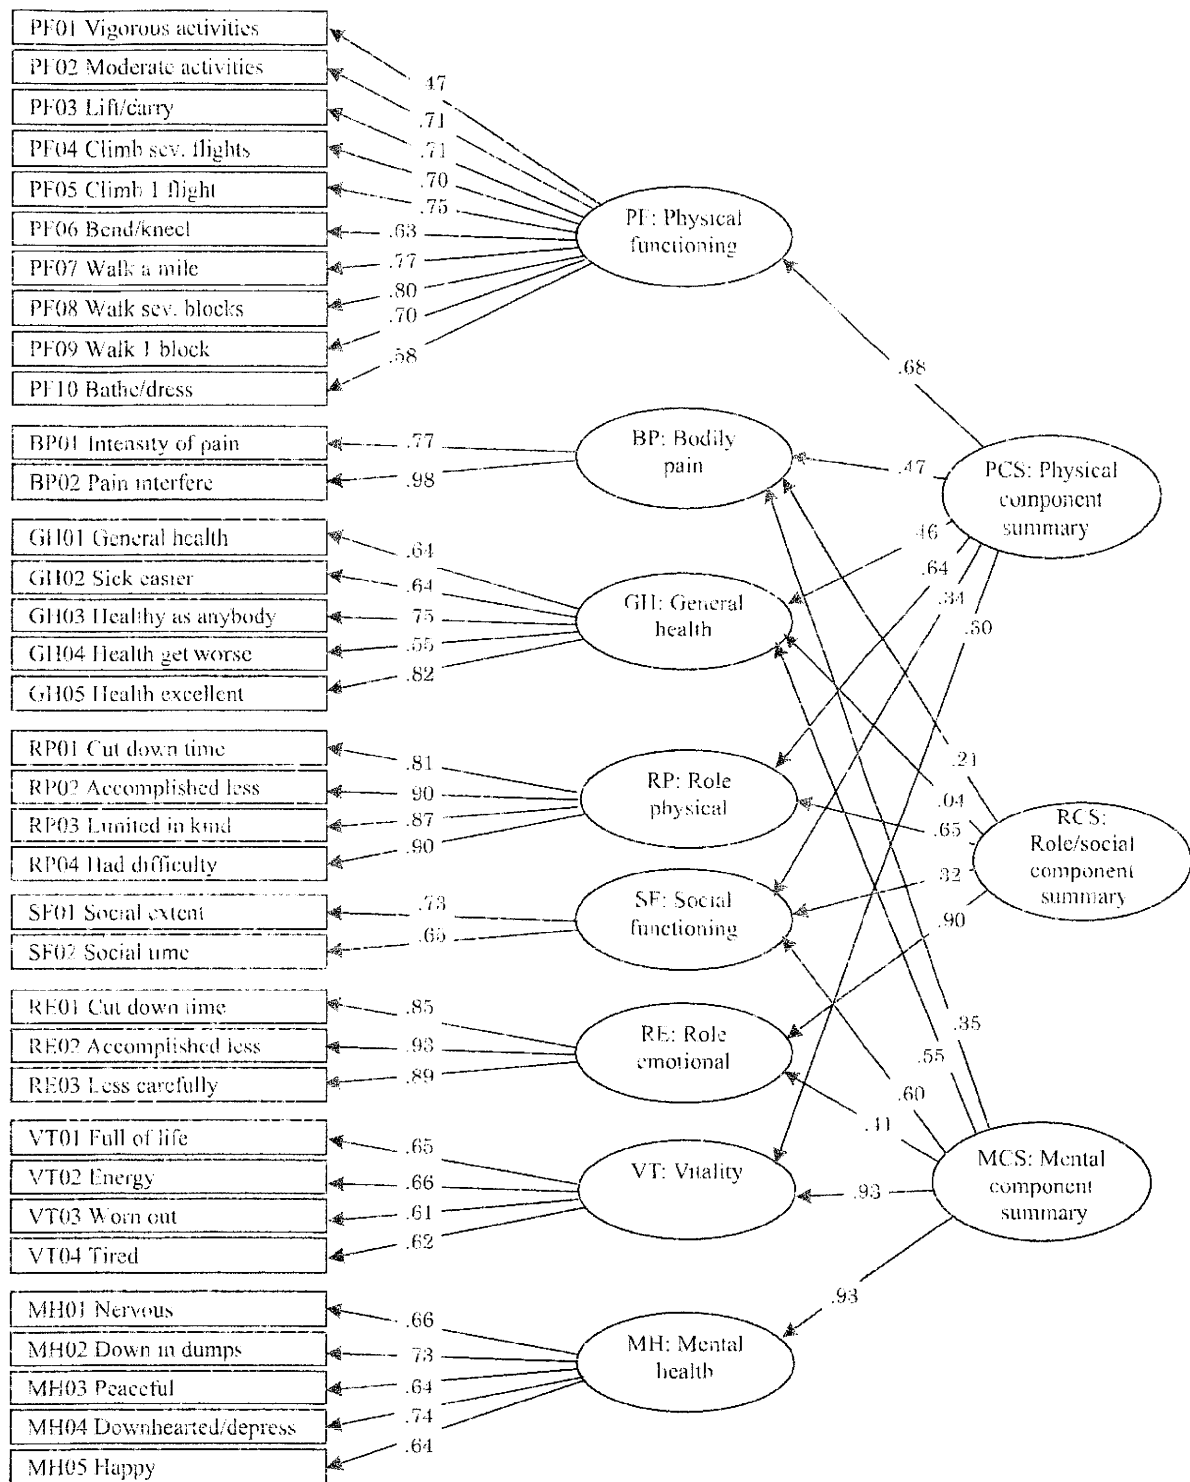 PF01 Vigorous activities
PF02 Moderate activities
PF03 Lift/carry
PF04 Climb sev. flights
PF05 Climb 1 flight
PF06 Bend/kneel
PF07 Walk a mile
PF08 Walk sev. blocks
PF09 Walk 1 block
PF10 Bathe/dress
.47
.71
.71
.70
.75
.63
.77
.80
.70
.58
PF: Physical
functioning
BP01 Intensity of pain
BP02 Pain interfere
.77
.98
BP: Bodily
pain
GH01 General health
GH02 Sick easier
GH03 Healthy as anybody
GH04 Health get worse
GH05 Health excellent
.64
.64
.75
.55
.82
GH: General
health
RP01 Cut down time
RP02 Accomplished less
RP03 Limited in kind
RP04 Had difficulty
.81
.90
.87
.90
RP: Role
physical
SF01 Social extent
SF02 Social time
.73
.65
SF: Social
functioning
RE01 Cut down time
RE02 Accomplished less
RE03 Less carefully
.85
.93
.89
RE: Role
emotional
VT01 Full of life
VT02 Energy
VT03 Worn out
VT04 Tired
.65
.66
.61
.62
VT: Vitality
MH01 Nervous
MH02 Down in dumps
MH03 Peaceful
MH04 Downhearted/depress
MH05 Happy
.66
.73
.64
.74
.64
MH: Mental
health
.68
.47
.46
.64
.34
.50
PCS: Physical
component
summary
.21
.04
.65
.32
.90
RCS:
Role/social
component
summary
.35
.55
.60
.41
.93
.93
MCS: Mental
component
summary